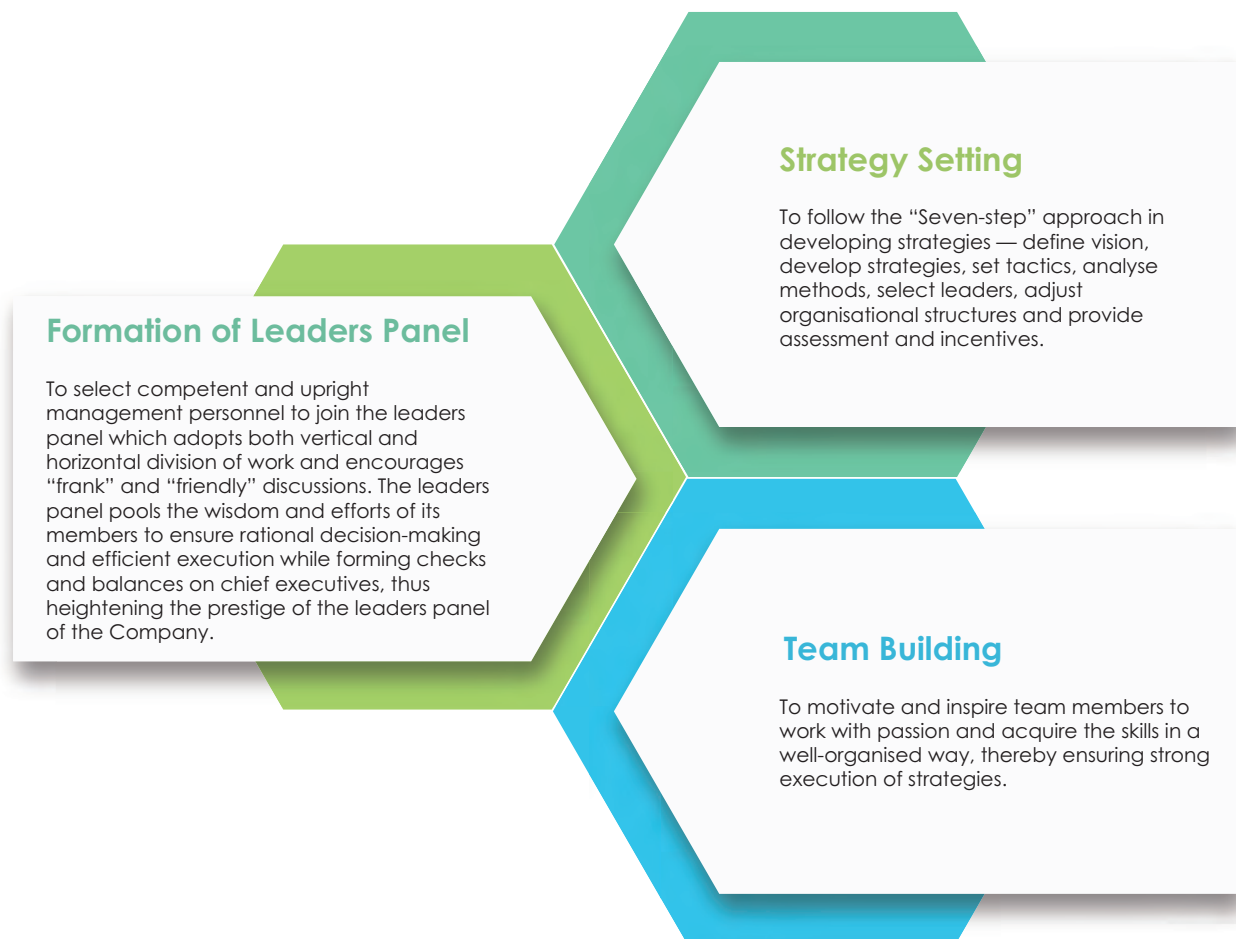 Formation of Leaders Panel
To select competent and upright
management personnel to join the leaders
panel which adopts both vertical and
horizontal division of work and encourages
“frank” and “friendly” discussions. The leaders
panel pools the wisdom and efforts of its
members to ensure rational decision-making
and efficient execution while forming checks
and balances on chief executives, thus
heightening the prestige of the leaders panel
of the Company.
Strategy Setting
To follow the “Seven-step” approach in
developing strategies — define vision,
develop strategies, set tactics, analyse
methods, select leaders, adjust
organisational structures and provide
assessment and incentives.
Team Building
To motivate and inspire team members to
work with passion and acquire the skills in a
well-organised way, thereby ensuring strong
execution of strategies.